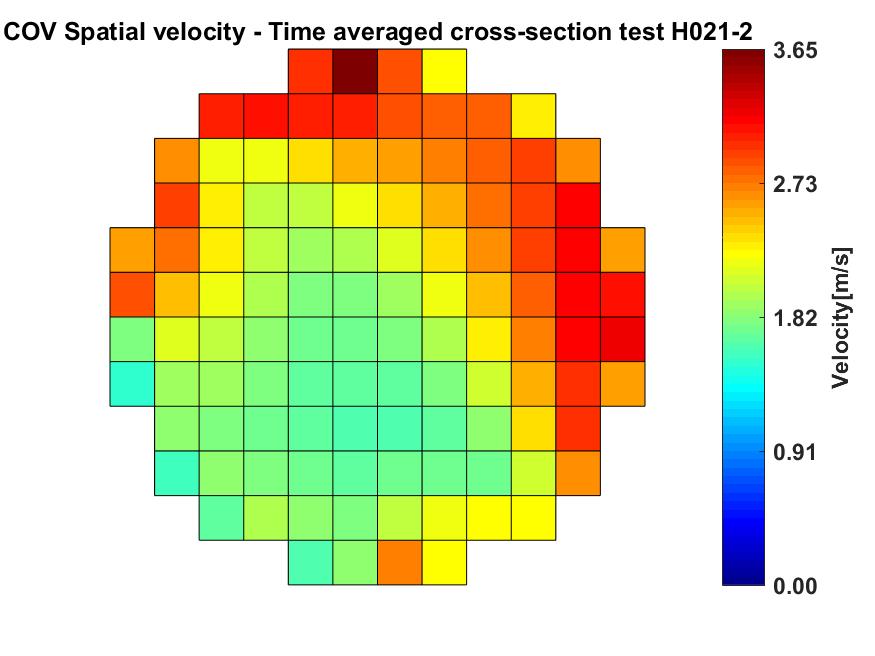 COV Spatial velocity - Time averaged cross-section test H021-2
3.65
2.73
1.82
0.91
0.00
Velocity[m/s]